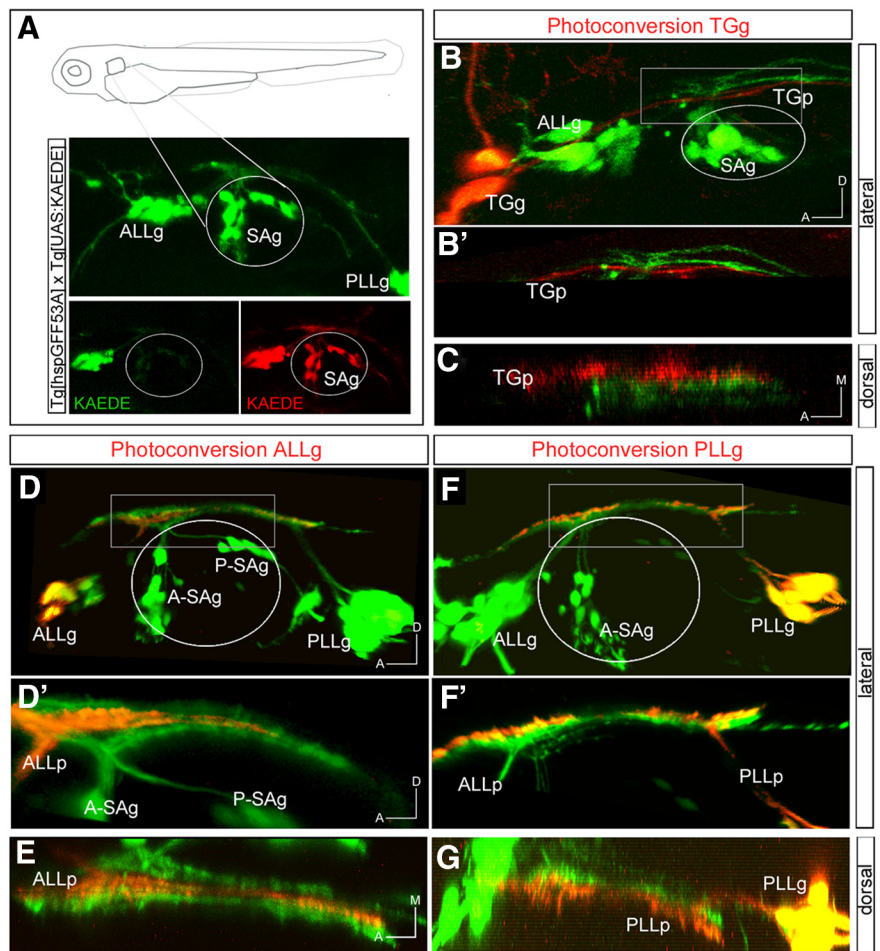 A
Tg[hspGFF53A] x Tg[UAS:KAEDE]
ALLg
SAg
PLLg
KAEDE
KAEDE
SAg
Photoconversion TGg
B
ALLg
TGp
TGg
SAg
D
A
B'
TGp
lateral
C
TGp
M
A
dorsal
Photoconversion ALLg
D
P-SAg
A-SAg
ALLg
PLLg
D
A
D'
ALLp
A-SAg
P-SAg
D
A
E
ALLp
M
A
Photoconversion PLLg
F
ALLg
A-SAg
PLLg
F'
ALLp
PLLp
lateral
G
PLLg
PLLp
dorsal